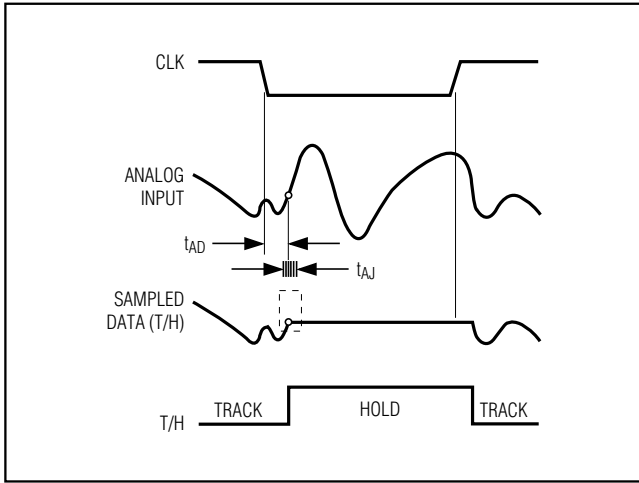 CLK
ANALOG
INPUT
tAD
tAJ
SAMPLED
DATA (T/H)
TRACK
HOLD
TRACK
T/H